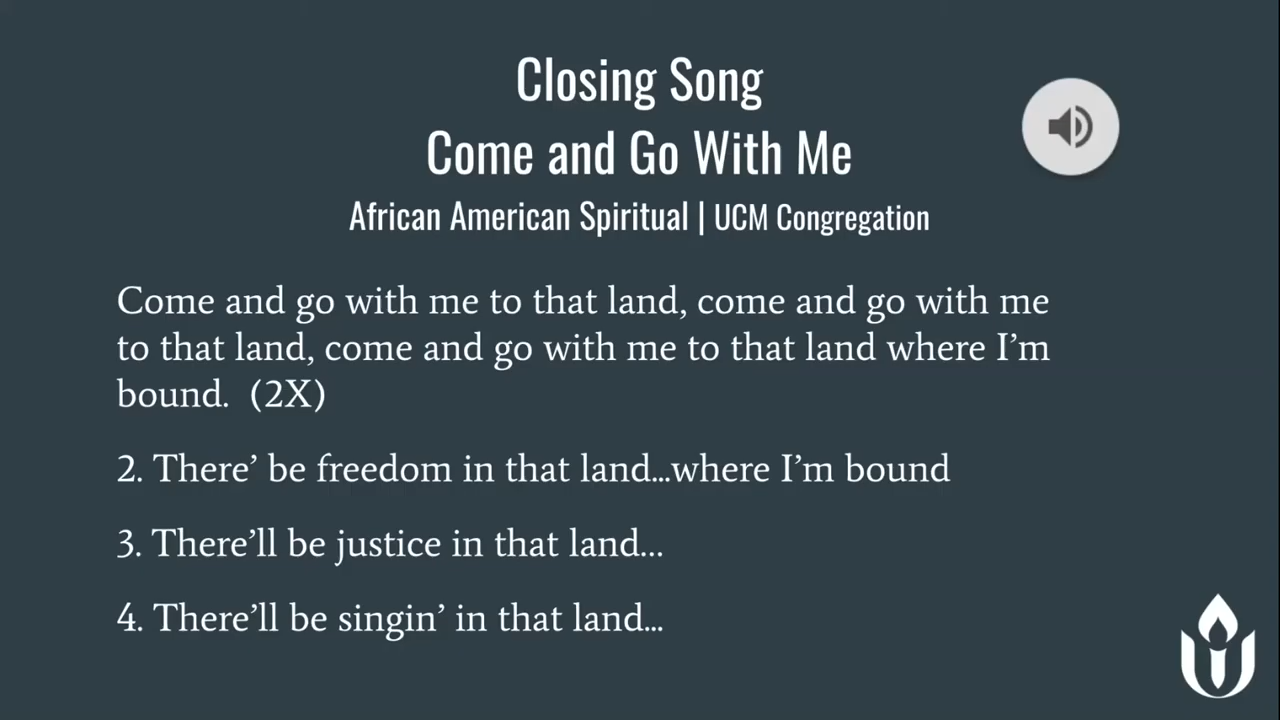 Closing Song
Come and Go With Me
African American Spiritual | UCM Congregation
Come and go with me to that land, come and go with me
to that land, come and go with me to that land where I’m
bound.  (2X)
2. There’ be freedom in that land...where I’m bound
3. There’ll be justice in that land...
4. There’ll be singin’ in that land...